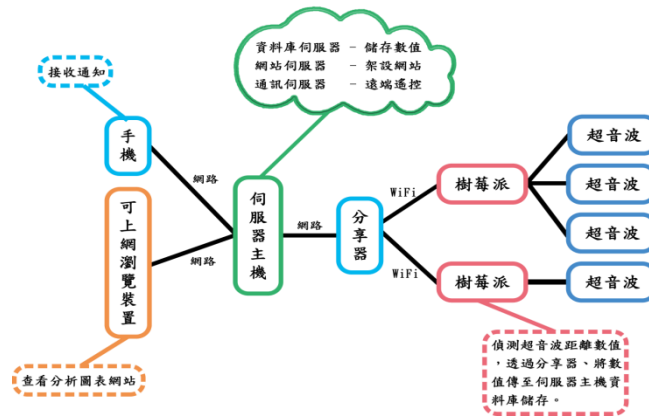 接收通知
手機
可上網瀏覽裝置
查看分析圖表網站
資料庫伺服器 - 儲存數值
網站伺服器 - 架設網站
通訊伺服器 - 遠端遙控
網路
網路
伺服器主機
網路
分享器
WiFi
WiFi
樹莓派
樹莓派
超音波
超音波
超音波
超音波
偵測超音波距離數值
，透過分享器、將數
值傳至伺服器主機資
料庫儲存。